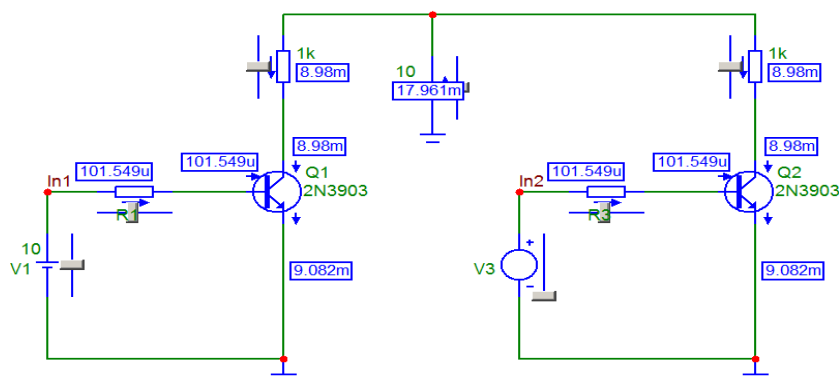 1k
8.98m
10
17.961m
1k
8.98m
8.98m
8.98m
In1
101.549u
101.549u
Q1
2N3903
R1
In2
101.549u
101.549u
Q2
2N3903
R3
10
V1
9.082m
V3
+
-
9.082m